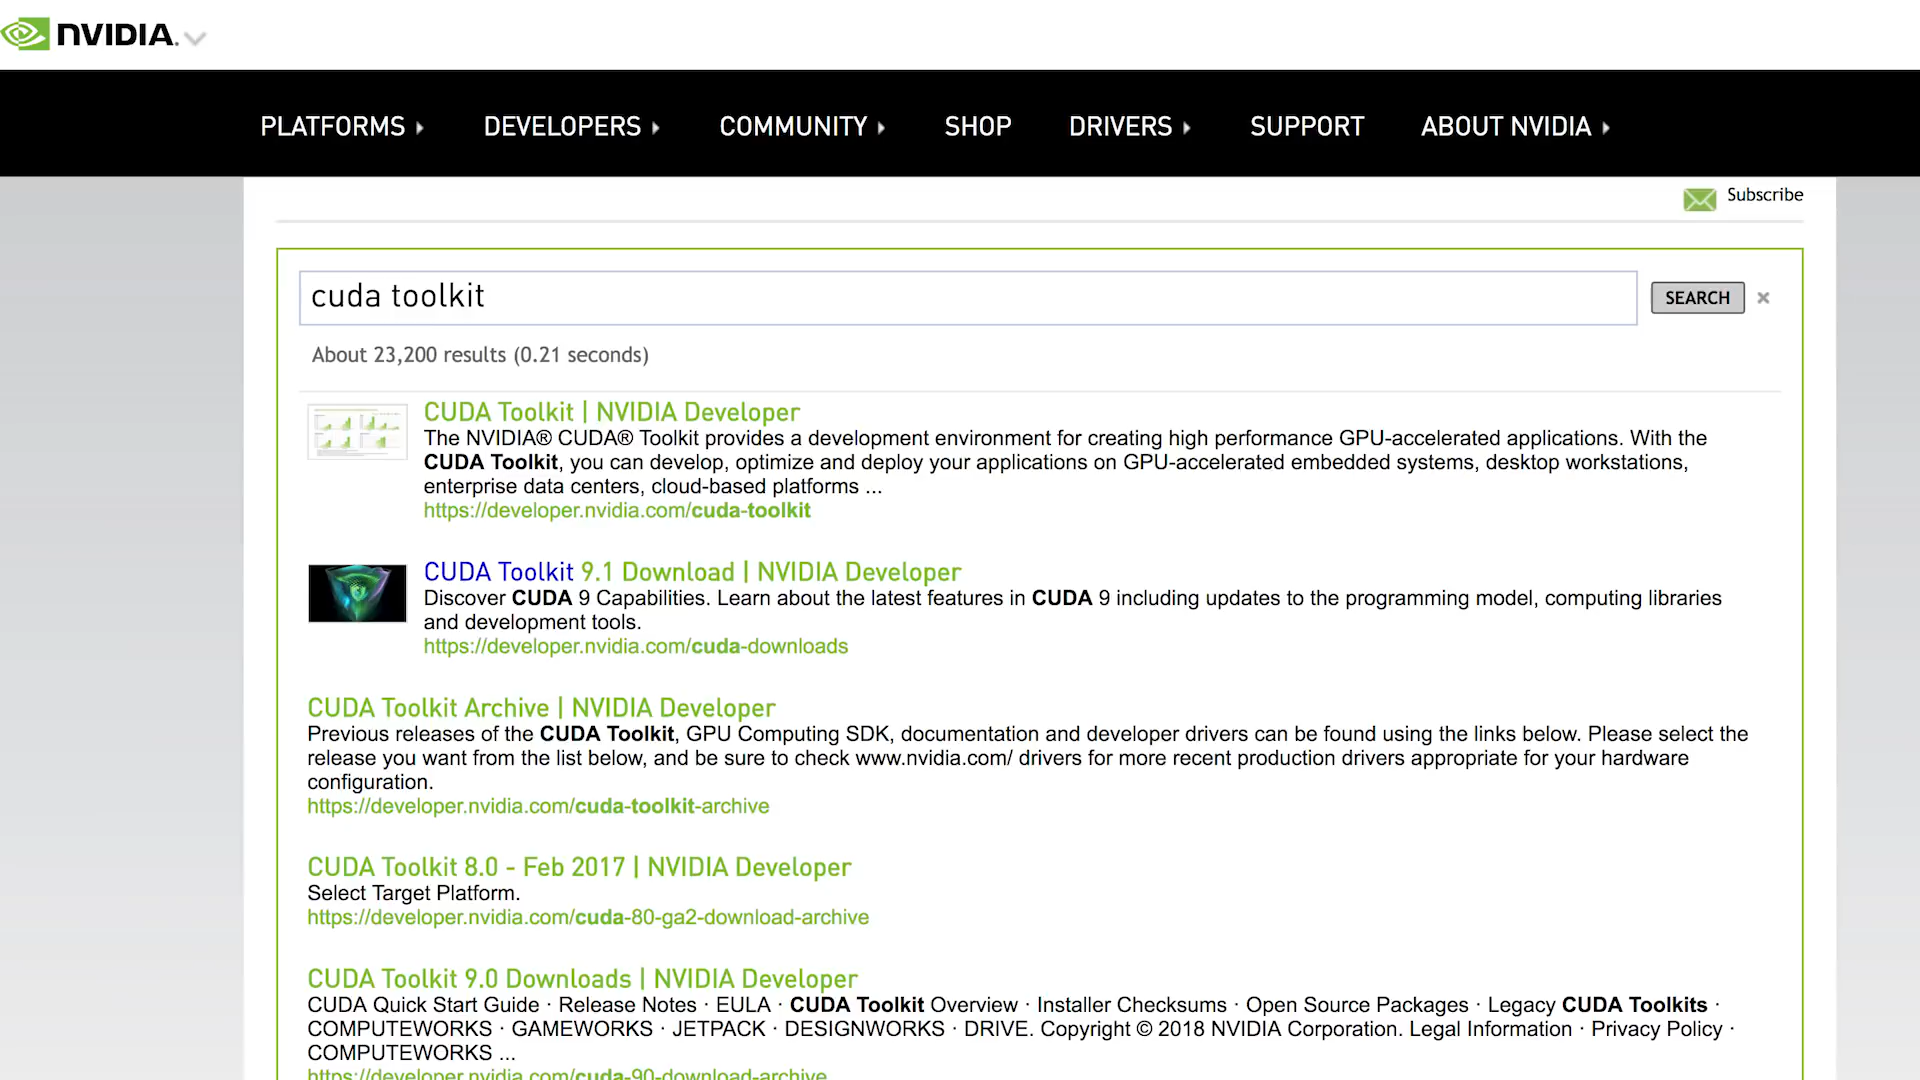 NVIDIA.
PLATFORMS DEVELOPERS COMMUNITY SHOP DRIVERS SUPPORT ABOUT NVIDIA
Subscribe
cuda toolkit
SEARCH
About 23,200 results (0.21 seconds)
CUDA Toolkit | NVIDIA Developer
The NVIDIA® CUDA® Toolkit provides a development environment for creating high performance GPU-accelerated applications. With the
CUDA Toolkit, you can develop, optimize and deploy your applications on GPU-accelerated embedded systems, desktop workstations,
enterprise data centers, cloud-based platforms ...
https://developer.nvidia.com/cuda-toolkit
CUDA Toolkit 9.1 Download | NVIDIA Developer
Discover CUDA 9 Capabilities. Learn about the latest features in CUDA 9 including updates to the programming model, computing libraries
and development tools.
https://developer.nvidia.com/cuda-downloads
CUDA Toolkit Archive | NVIDIA Developer
Previous releases of the CUDA Toolkit, GPU Computing SDK, documentation and developer drivers can be found using the links below. Please select the
release you want from the list below, and be sure to check www.nvidia.com/ drivers for more recent production drivers appropriate for your hardware
configuration.
https://developer.nvidia.com/cuda-toolkit-archive
CUDA Toolkit 8.0 - Feb 2017 | NVIDIA Developer
Select Target Platform.
https://developer.nvidia.com/cuda-80-ga2-download-archive
CUDA Toolkit 9.0 Downloads | NVIDIA Developer
CUDA Quick Start Guide · Release Notes · EULA · CUDA Toolkit Overview · Installer Checksums · Open Source Packages · Legacy CUDA Toolkits ·
COMPUTEWORKS · GAMEWORKS · JETPACK · DESIGNWORKS · DRIVE. Copyright © 2018 NVIDIA Corporation. Legal Information · Privacy Policy ·
COMPUTEWORKS ...
https://developer.nvidia.com/cuda-90-download-archive